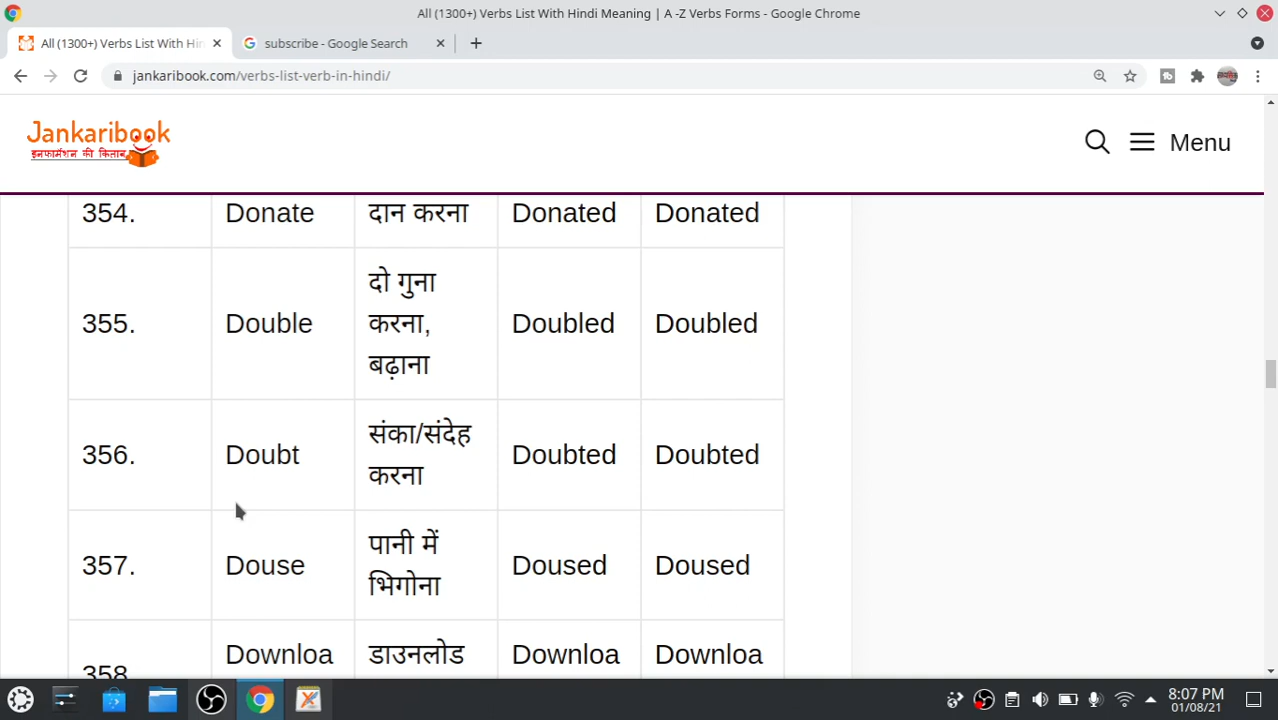 All (1300+) Verbs List With Hindi Meaning | A -Z Verbs Forms - Google Chrome
All (1300+) Verbs List With Hin
subscribe - Google Search
jankaribook.com/verbs-list-verb-in-hindi/
Jankaribook
इनफार्मेशन की किताब
Menu
354. Donate दान करना Donated Donated
355. Double दो गुना करना, बढ़ाना Doubled Doubled
356. Doubt संका/संदेह करना Doubted Doubted
357. Douse पानी में भिगोना Doused Doused
358. Downloa डाउनलोड Downloa Downloa
8:07 PM
01/08/21